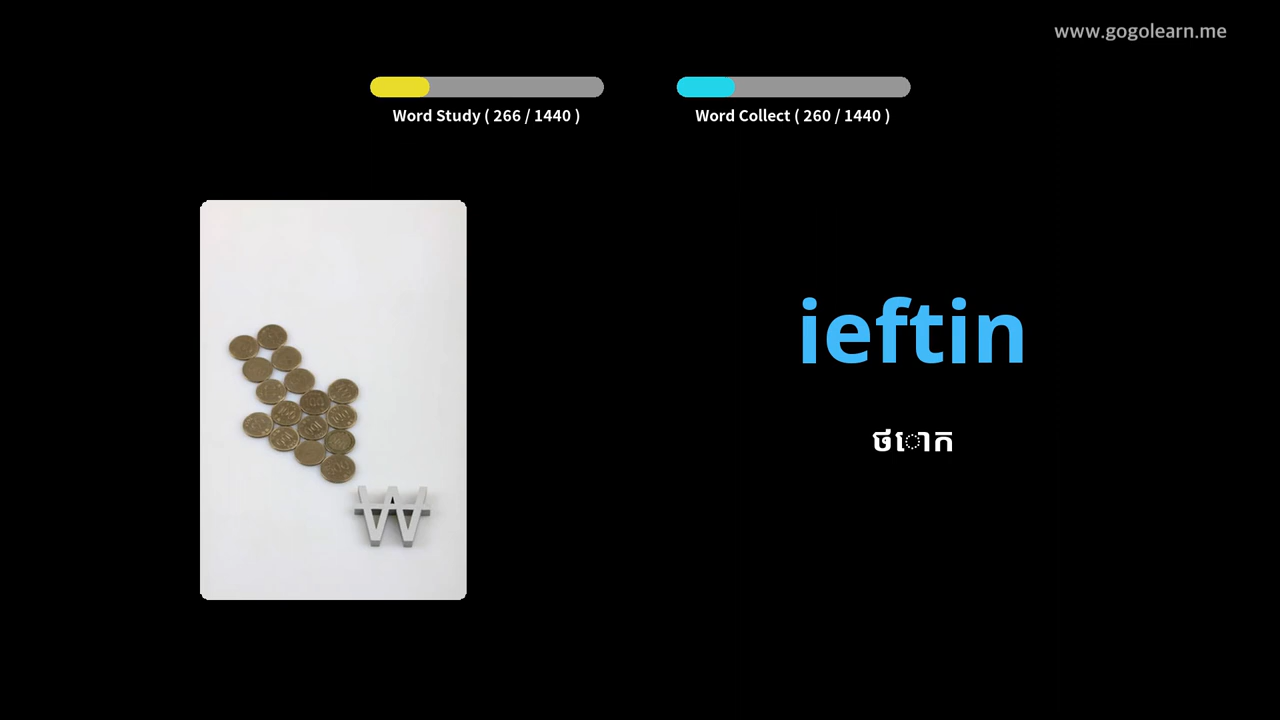 www.gogolearn.me
Word Study ( 266 / 1440 )
Word Collect ( 260 / 1440 )
ieftin
ថោក
₩